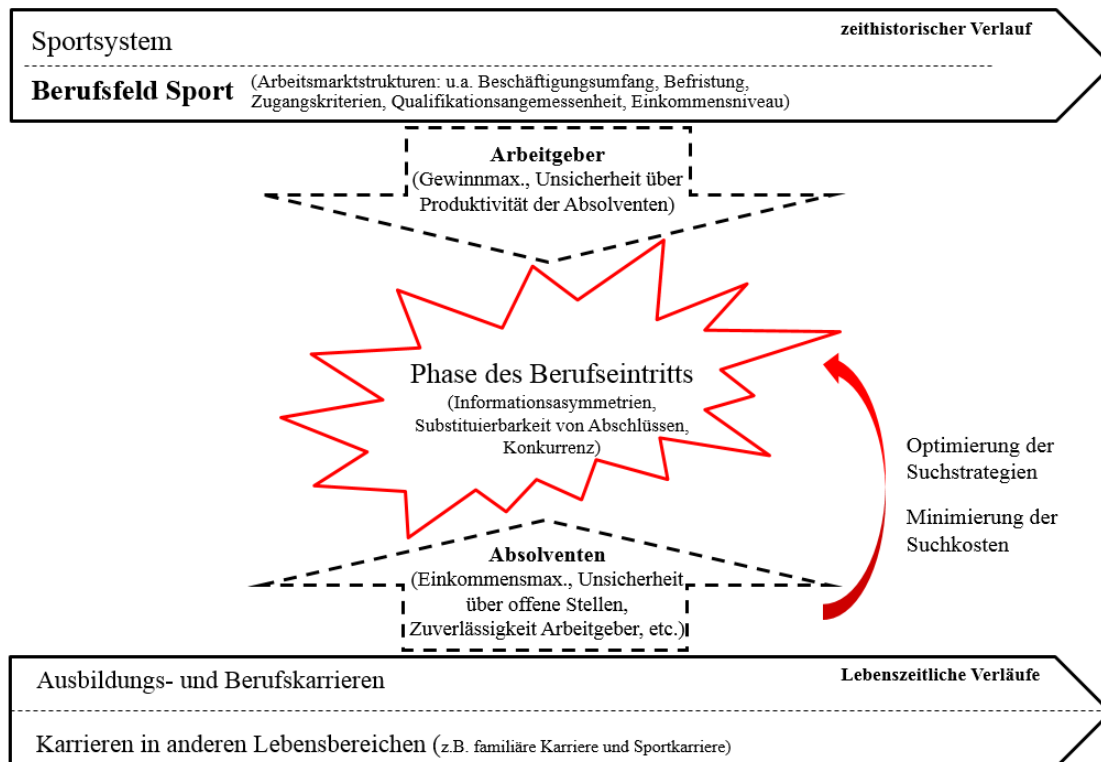 Sportsystem
zeithistorischer Verlauf
Berufsfeld Sport (Arbeitsmarktstrukturen: u.a. Beschäftigungsumfang, Befristung,
Zugangskriterien, Qualifikationsangemessenheit, Einkommensniveau)
Arbeitgeber
(Gewinnmax., Unsicherheit über
Produktivität der Absolventen)
Phase des Berufseintritts
(Informationsasymmetrien,
Substituierbarkeit von Abschlüssen,
Konkurrenz)
Optimierung der
Suchstrategien
Minimierung der
Suchkosten
Absolventen
(Einkommensmax., Unsicherheit
über offene Stellen,
Zuverlässigkeit Arbeitgeber, etc.)
Ausbildungs- und Berufskarrieren
Lebenszeitliche Verläufe
Karrieren in anderen Lebensbereichen (z.B. familiäre Karriere und Sportkarriere)